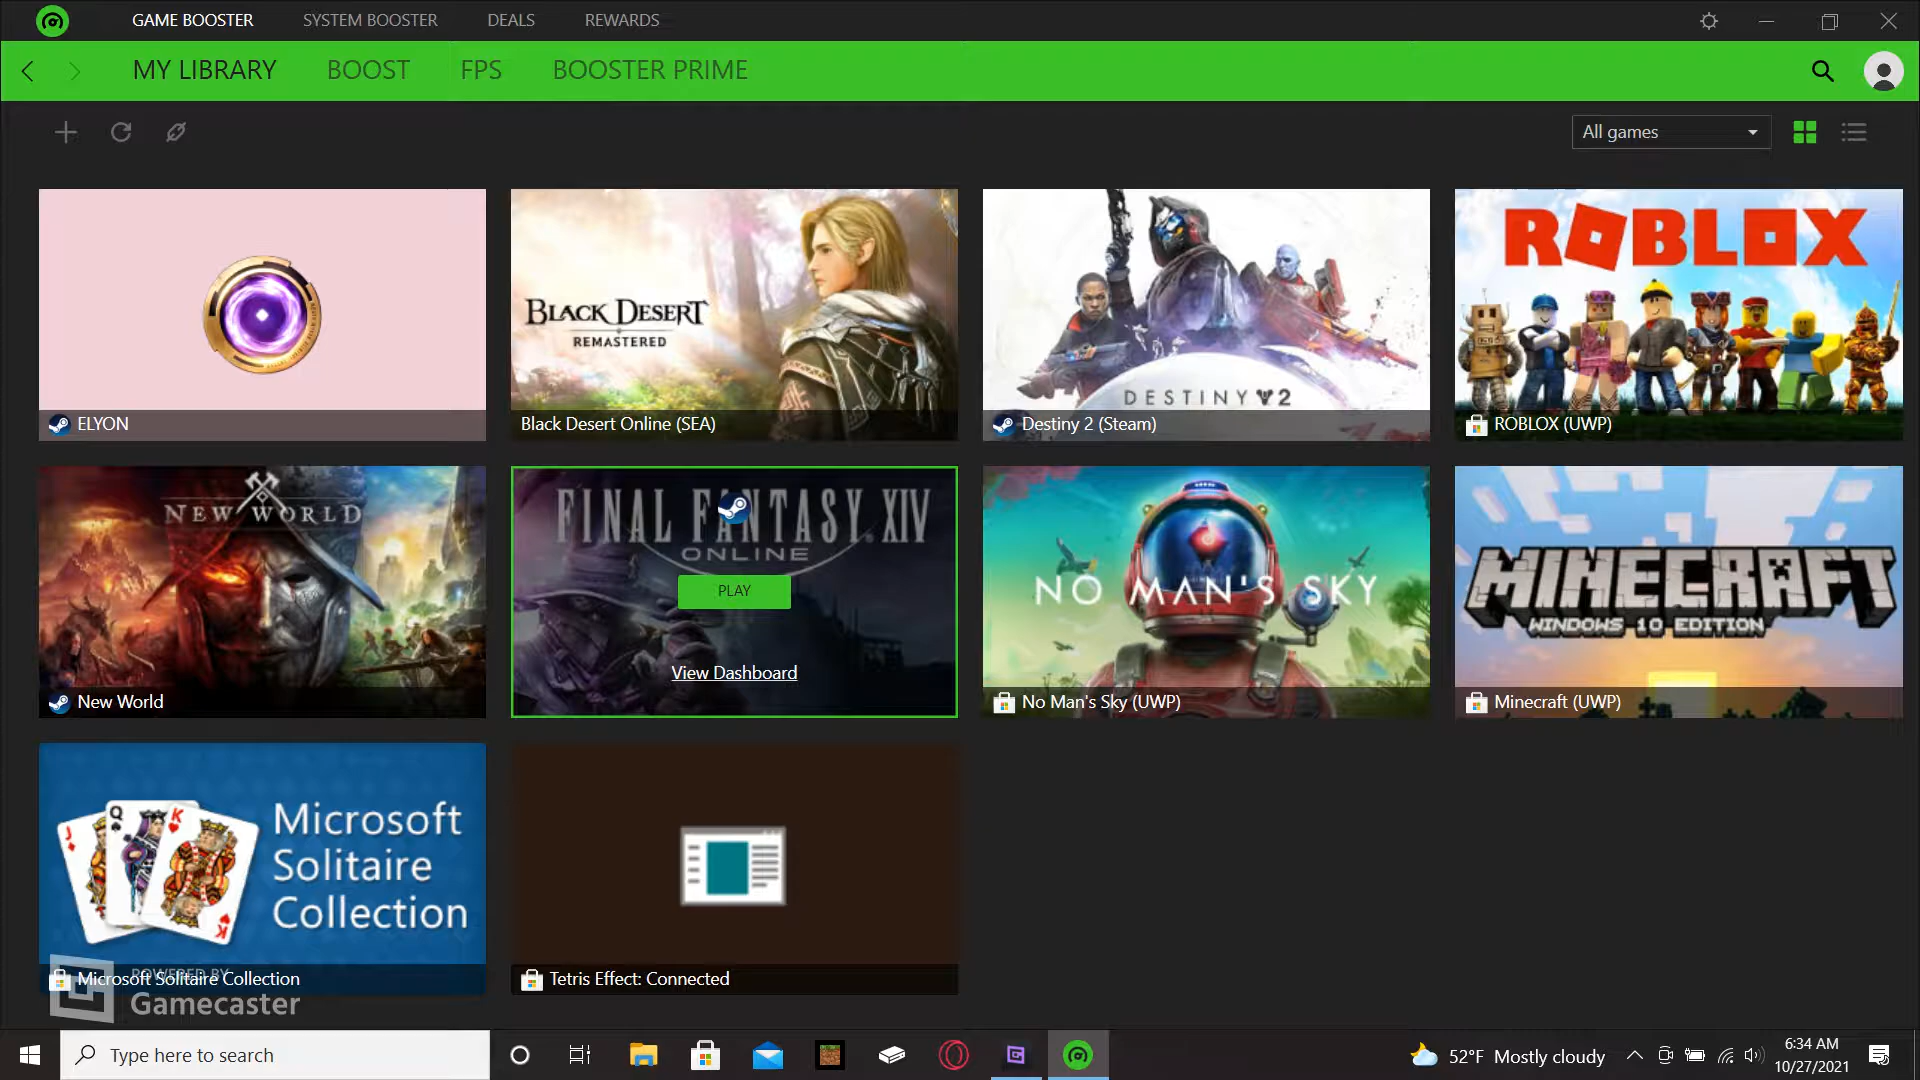 GAME BOOSTER
SYSTEM BOOSTER
DEALS
REWARDS
MY LIBRARY
BOOST
FPS
BOOSTER PRIME
All games
BLACK DESERT
REMASTERED
DESTINY 2
ROBLOX
ELYON
Black Desert Online (SEA)
Destiny 2 (Steam)
ROBLOX (UWP)
NEW WORLD
FINAL FANTASY XIV
ONLINE
PLAY
View Dashboard
NO MAN'S SKY
MINECRAFT
WINDOWS 10 EDITION
New World
No Man's Sky (UWP)
Minecraft (UWP)
J
Q
K
K
Microsoft
Solitaire
Collection
Microsoft Solitaire Collection
POWERED BY
Gamecaster
Tetris Effect: Connected
Type here to search
52°F Mostly cloudy
6:34 AM
10/27/2021